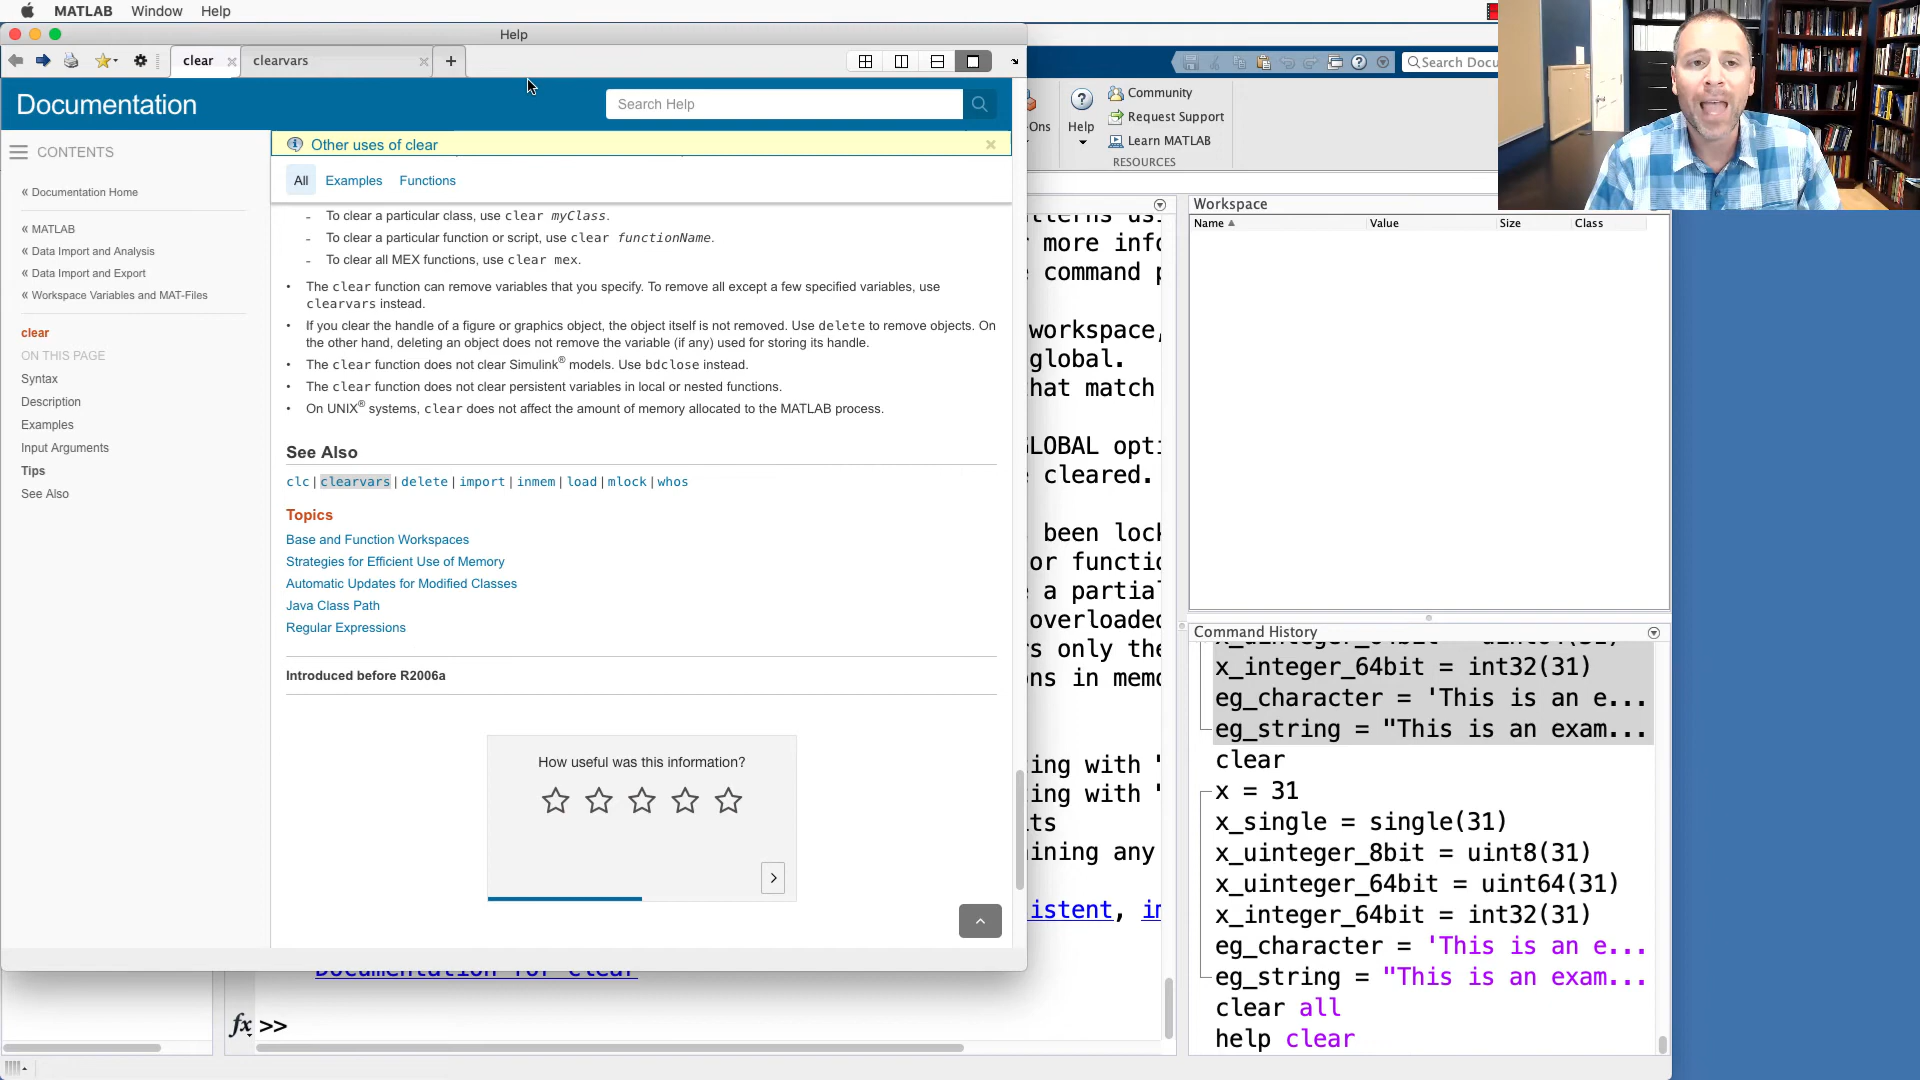 MATLAB Window Help
Help
clear clearvars
Documentation
Search Help
CONTENTS
« Documentation Home
« MATLAB
« Data Import and Analysis
« Data Import and Export
« Workspace Variables and MAT-Files
clear
ON THIS PAGE
Syntax
Description
Examples
Input Arguments
Tips
See Also
Other uses of clear
All Examples Functions
- To clear a particular class, use clear myClass.
- To clear a particular function or script, use clear functionName.
- To clear all MEX functions, use clear mex.
• The clear function can remove variables that you specify. To remove all except a few specified variables, use
clearvars instead.
• If you clear the handle of a figure or graphics object, the object itself is not removed. Use delete to remove objects. On
the other hand, deleting an object does not remove the variable (if any) used for storing its handle.
• The clear function does not clear Simulink® models. Use bdclose instead.
• The clear function does not clear persistent variables in local or nested functions.
• On UNIX® systems, clear does not affect the amount of memory allocated to the MATLAB process.
See Also
clc | clearvars | delete | import | inmem | load | mlock | whos
Topics
Base and Function Workspaces
Strategies for Efficient Use of Memory
Automatic Updates for Modified Classes
Java Class Path
Regular Expressions
Introduced before R2006a
How useful was this information?
Documentation for clear
fx >>
Search Docu
-Ons
Help
Community
Request Support
Learn MATLAB
RESOURCES
more info
command p
workspace,
global.
hat match
GLOBAL opti
cleared.
been lock
or functio
a partia
overloaded
s only the
ns in memo
ing with '
ing with '
ts
ining any
istent, im
Workspace
Name Value Size Class
Command History
x_uinteger_64bit = uint64(31)
x_integer_64bit = int32(31)
eg_character = 'This is an e...
eg_string = "This is an exam...
clear
x = 31
x_single = single(31)
x_uinteger_8bit = uint8(31)
x_uinteger_64bit = uint64(31)
x_integer_64bit = int32(31)
eg_character = 'This is an e...
eg_string = "This is an exam...
clear all
help clear